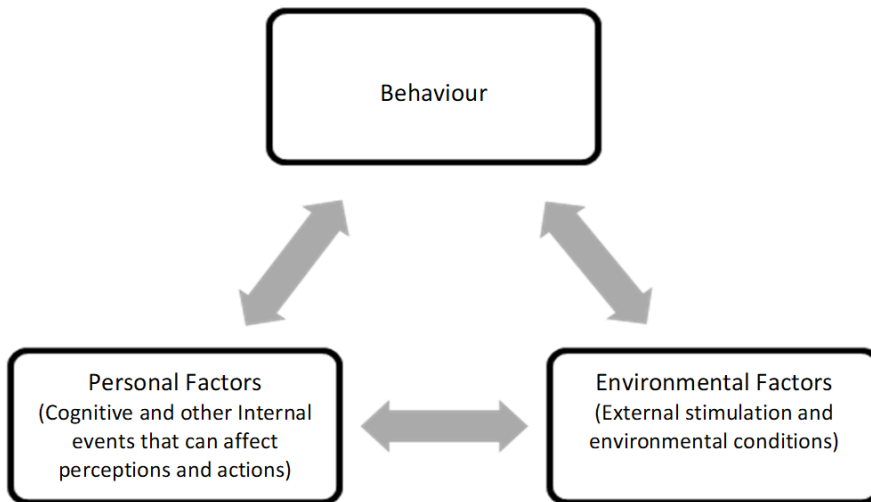 Behaviour
Personal Factors
(Cognitive and other Internal
events that can affect
perceptions and actions)
Environmental Factors
(External stimulation and
environmental conditions)